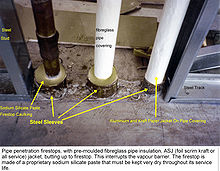 Steel
Stud
fibreglass
pipe
covering
Steel Track
Sodium Silicate Paste
Firestop Caulking
Steel Sleeves
Aluminum and Kraft Paper Jacket On Pipe Covering
Pipe penetration firestops, with pre-moulded fibreglass pipe insulation, ASJ (foil scrim kraft or
all service) jacket, butting up to firestop. This interrupts the vapour barrier. The firestop is
made of a proprietary sodium silicate paste that must be kept very dry throughout its service
life.